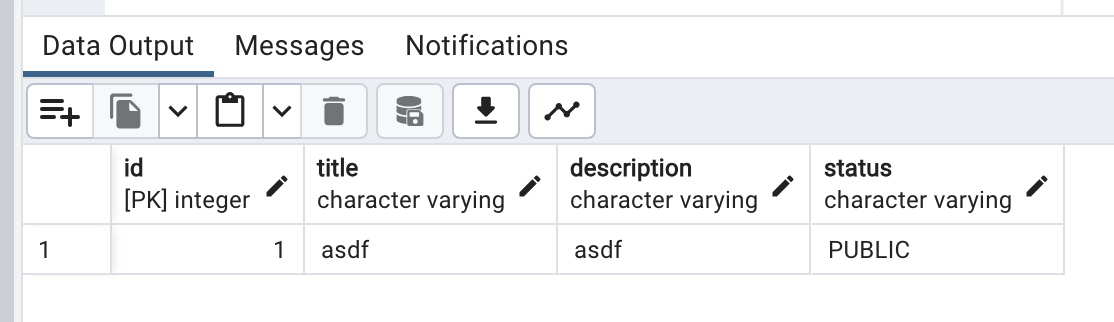 Data Output Messages Notifications
id title description status
[PK] integer character varying character varying character varying
1 1 asdf asdf PUBLIC